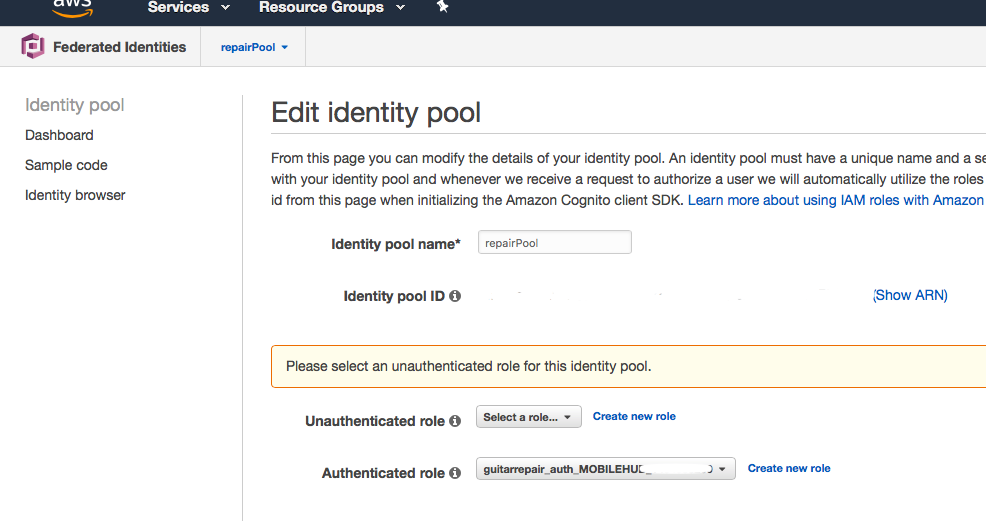 aws
Services
Resource Groups
Federated Identities
repairPool
Identity pool
Dashboard
Sample code
Identity browser
Edit identity pool
From this page you can modify the details of your identity pool. An identity pool must have a unique name and a se
with your identity pool and whenever we receive a request to authorize a user we will automatically utilize the roles
id from this page when initializing the Amazon Cognito client SDK. Learn more about using IAM roles with Amazon
Identity pool name* repairPool
Identity pool ID (Show ARN)
Please select an unauthenticated role for this identity pool.
Unauthenticated role Select a role... Create new role
Authenticated role guitarrepair_auth_MOBILEHUB_ Create new role